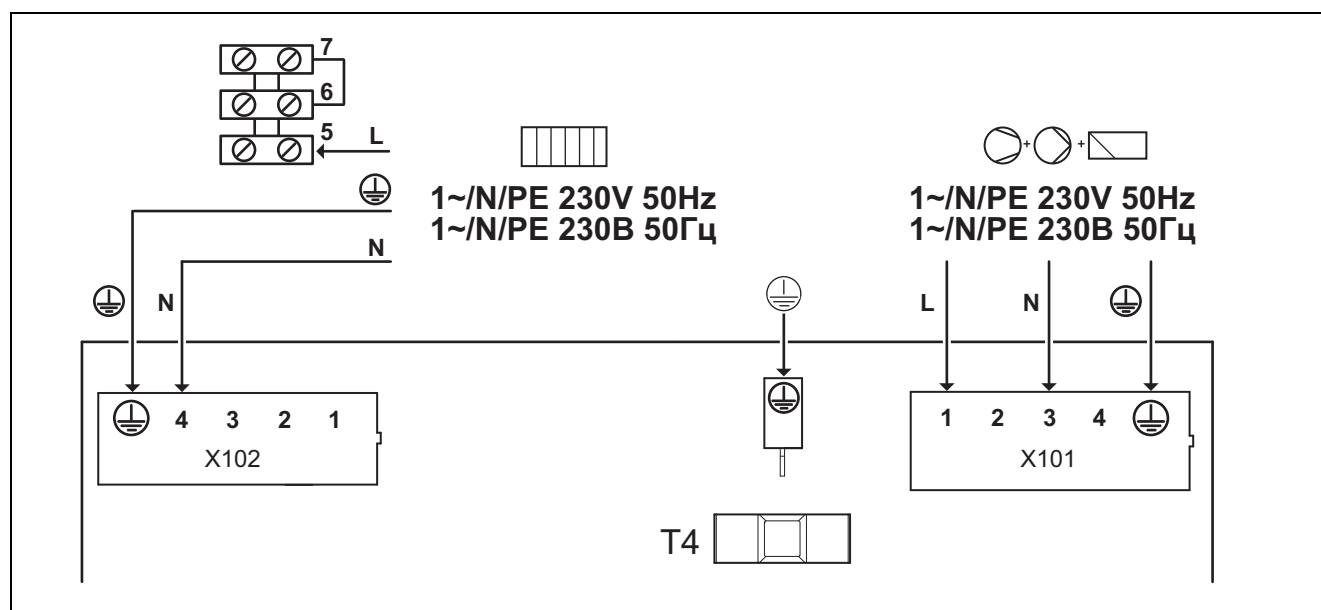 7
6
5 L
1~/N/PE 230V 50Hz
1~/N/PE 230В 50Гц
1~/N/PE 230V 50Hz
1~/N/PE 230В 50Гц
N
N
L N
4 3 2 1
X102
1 2 3 4
X101
T4